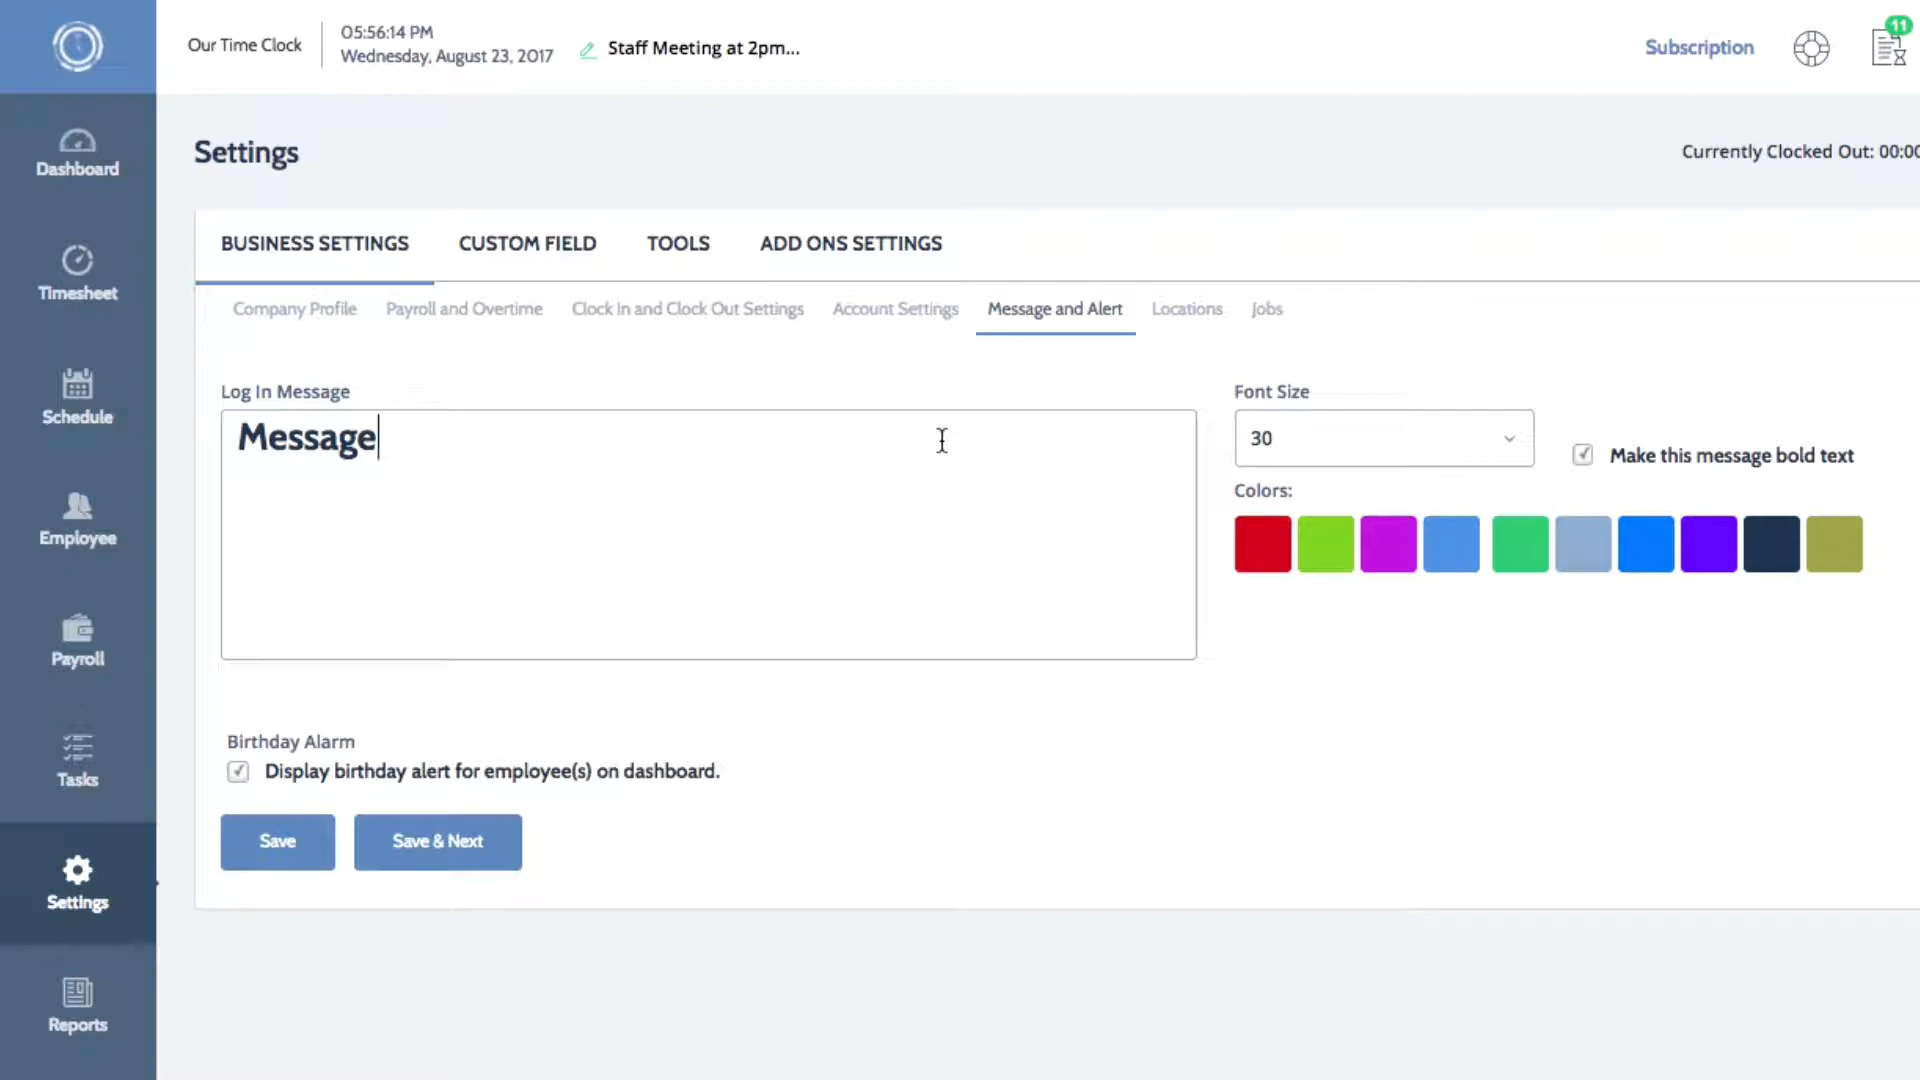 Our Time Clock
05:56:14 PM
Wednesday, August 23, 2017
Staff Meeting at 2pm...
Subscription
11
Dashboard
Timesheet
Schedule
Employee
Payroll
Tasks
Settings
Reports
Settings
Currently Clocked Out: 00:00
BUSINESS SETTINGS CUSTOM FIELD TOOLS ADD ONS SETTINGS
Company Profile Payroll and Overtime Clock In and Clock Out Settings Account Settings Message and Alert Locations Jobs
Log In Message
Message
Font Size
30
Make this message bold text
Colors:
Birthday Alarm
Display birthday alert for employee(s) on dashboard.
Save Save & Next